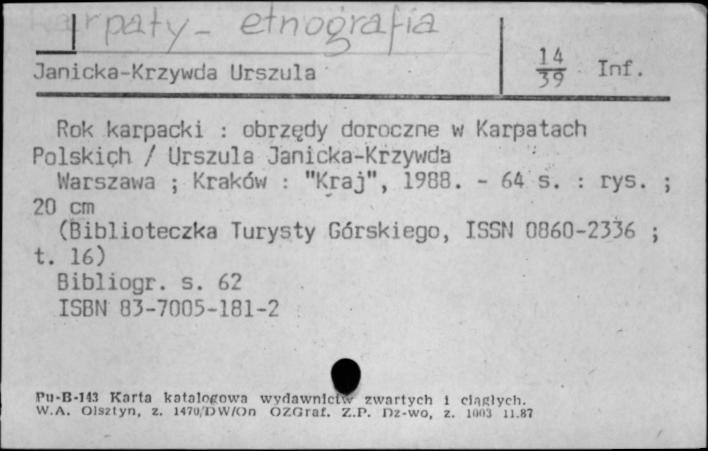 Karpaty - etnografia
Janicka-Krzywda Urszula
14
39 Inf.
Rok karpacki : obrzędy doroczne w Karpatach
Polskich / Urszula Janicka-Krzywda
Warszawa ; Kraków : "Kraj", 1988. - 64 s. : rys. ;
20 cm
(Biblioteczka Turysty Górskiego, ISSN 0860-2336 ;
t. 16)
Bibliogr. s. 62
ISBN 83-7005-181-2
Pu-B-143 Karta katalogowa wydawnictw zwartych i ciągłych.
W.A. Olsztyn, z. 1470/DW/On OZGraf. Z.P. Dz-wo, z. 1003 11.87